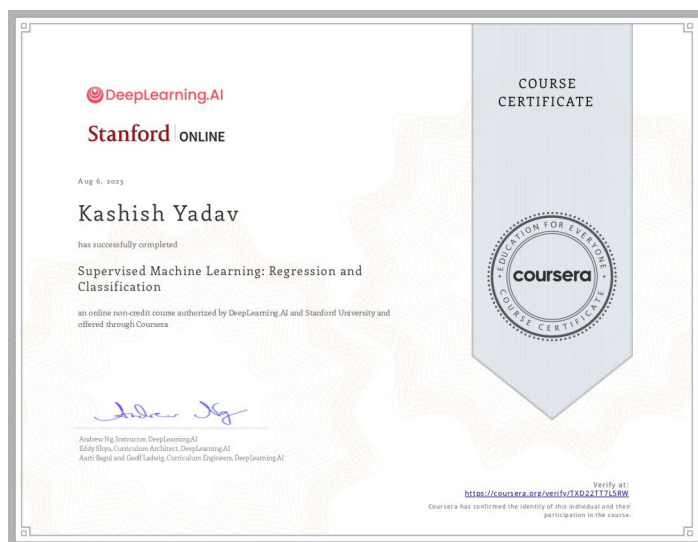 DeepLearning.AI
Stanford ONLINE
Aug 6, 2023
Kashish Yadav
has successfully completed
Supervised Machine Learning: Regression and
Classification
an online non-credit course authorized by DeepLearning.AI and Stanford University and
offered through Coursera
Andrew Ng
Andrew Ng, Instructor, DeepLearning.AI
Eddy Shyu, Curriculum Architect, DeepLearning.AI
Aarti Bagul and Geoff Ladwig, Curriculum Engineers, DeepLearning.AI
COURSE
CERTIFICATE
EDUCATION FOR EVERYONE
coursera
COURSE CERTIFICATE
Verify at:
https://coursera.org/verify/TXD22TT7L5RW
Coursera has confirmed the identity of this individual and their
participation in the course.